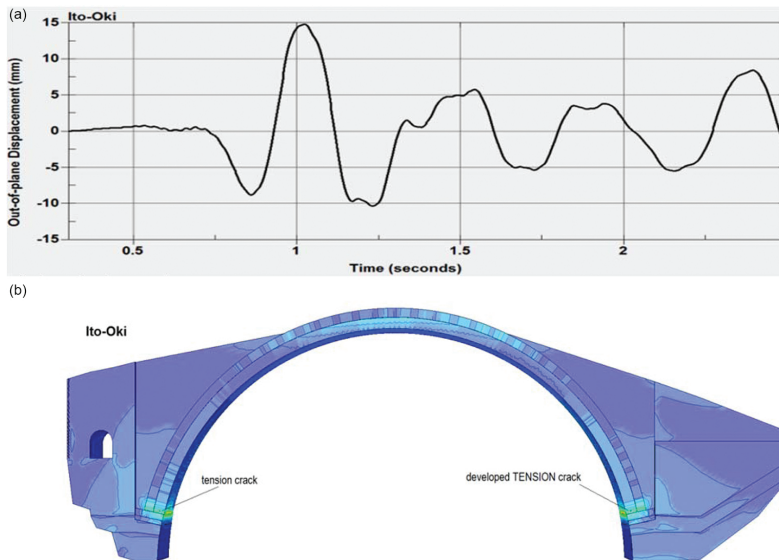 (a)
Ito-Oki
Out-of-plane Displacement (mm)
15
10
5
0
-5
-10
-15
0.5
1
1.5
2
Time (seconds)
(b)
Ito-Oki
tension crack
developed TENSION crack